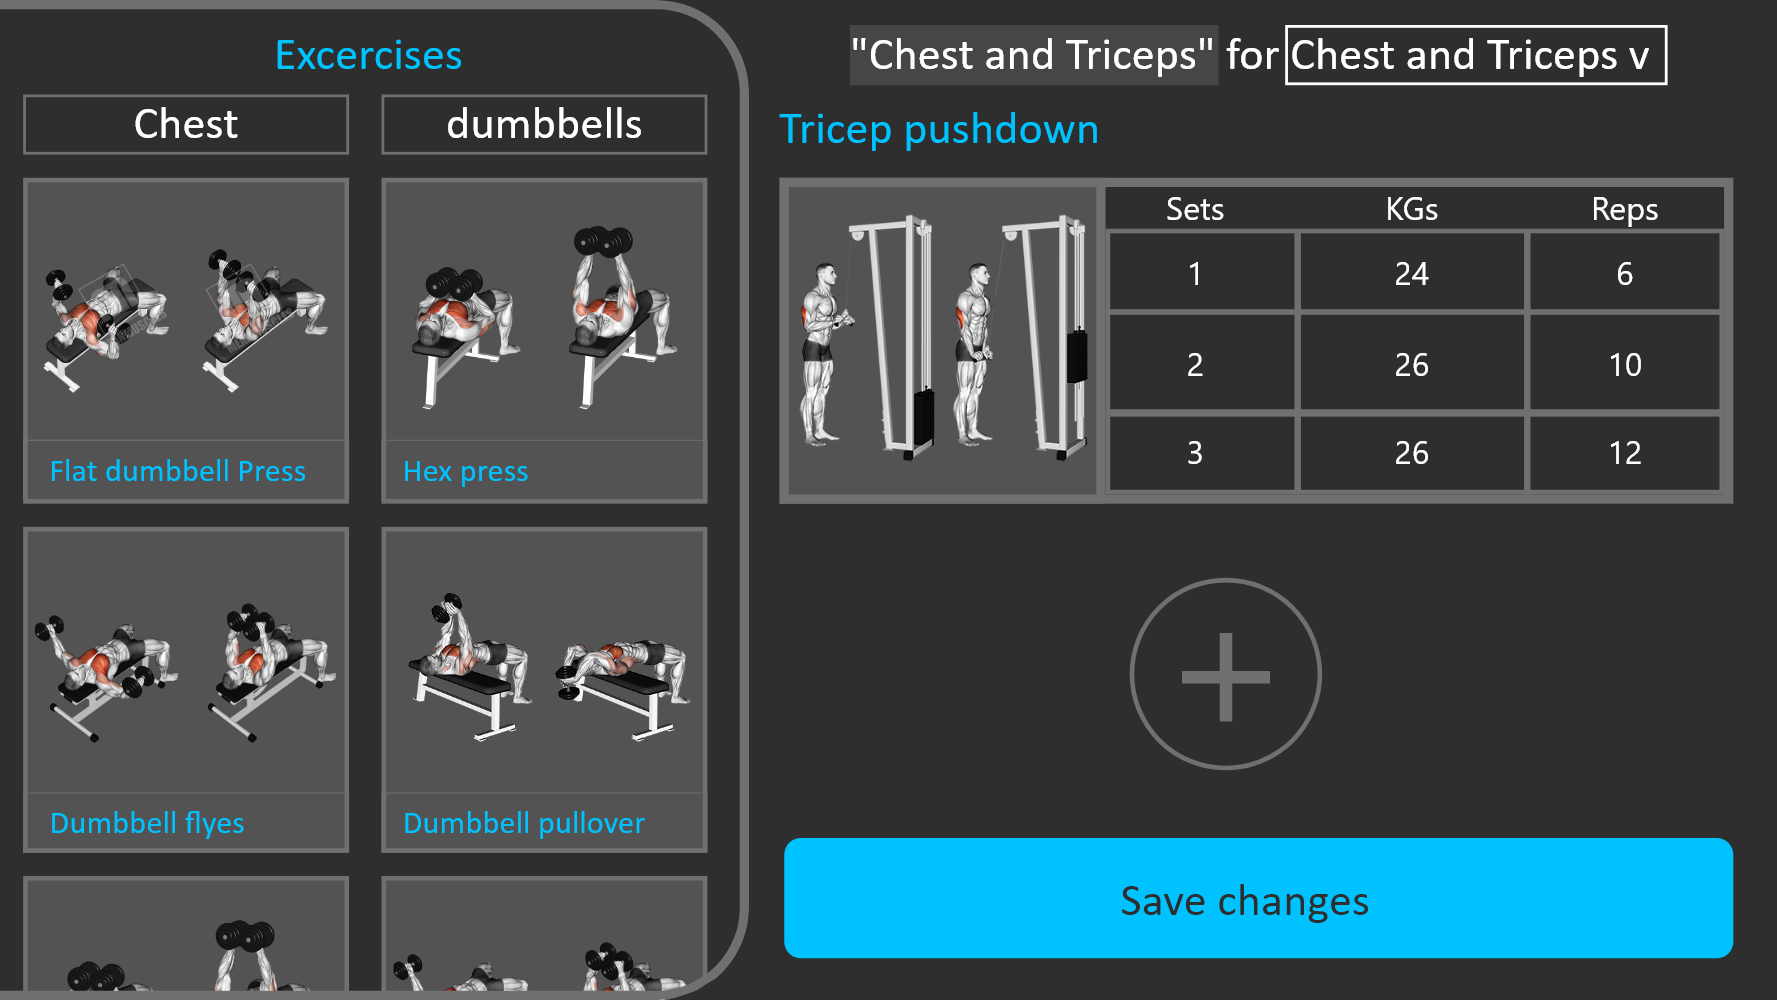 Excercises
Chest
dumbbells
Flat dumbbell Press
Hex press
Dumbbell flyes
Dumbbell pullover
"Chest and Triceps" for Chest and Triceps v
Tricep pushdown
Sets KGs Reps
1 24 6
2 26 10
3 26 12
Save changes